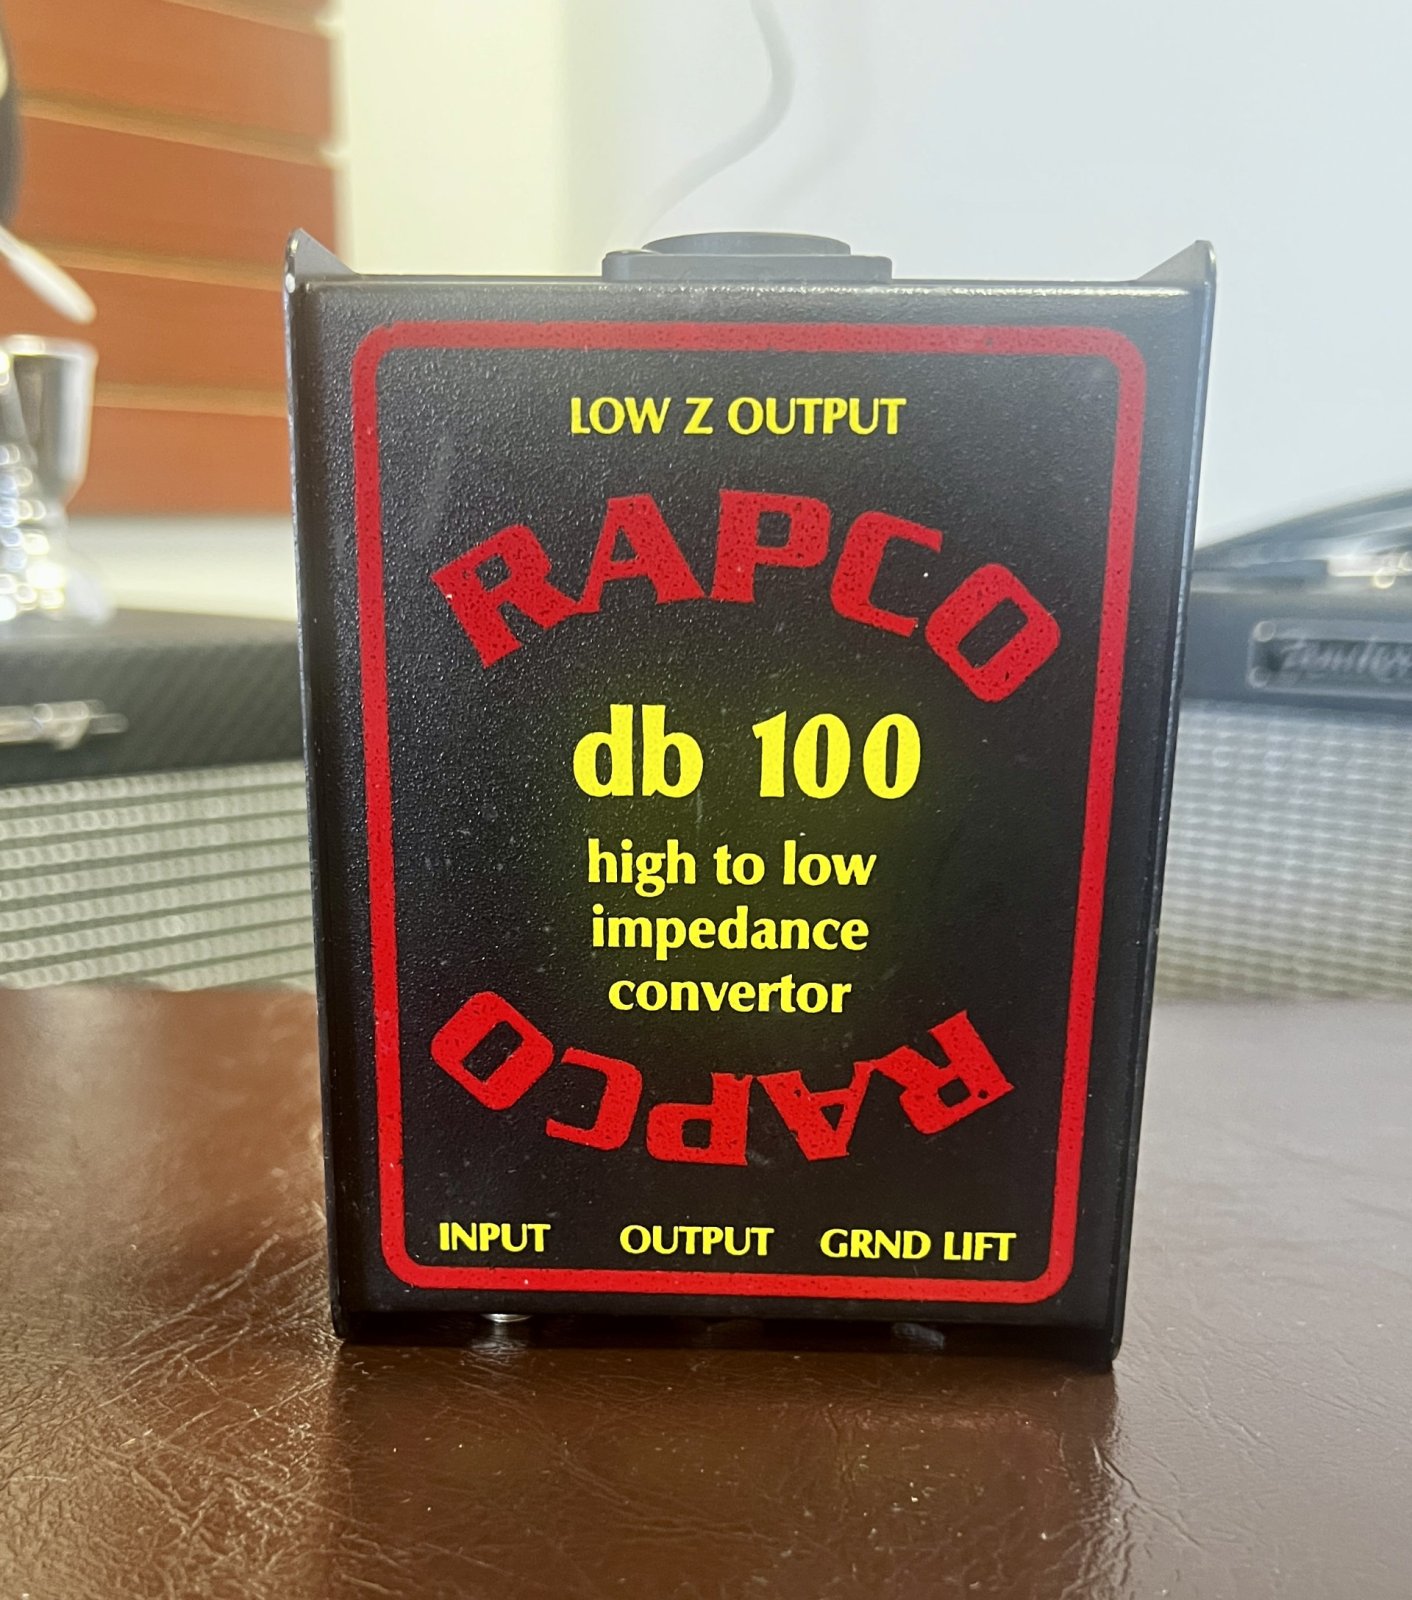 LOW Z OUTPUT
RAPCO
db 100
high to low
impedance
convertor
RAPCO
INPUT OUTPUT GRND LIFT